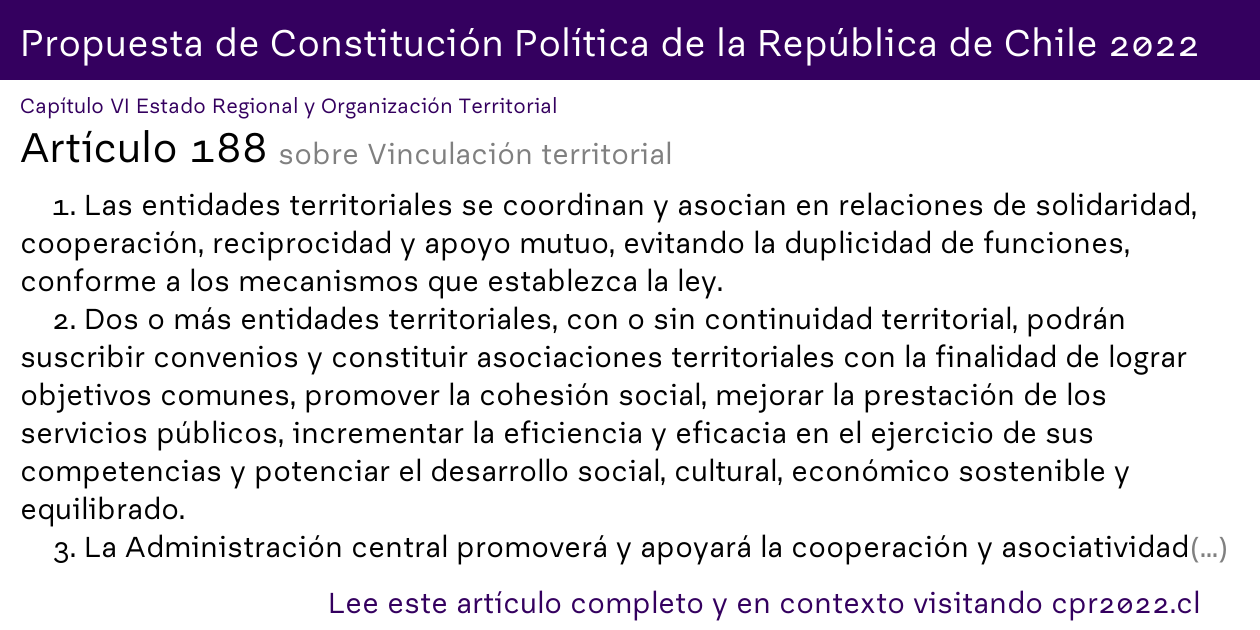 Propuesta de Constitución Política de la República de Chile 2022
Capítulo VI Estado Regional y Organización Territorial
Artículo 188 sobre Vinculación territorial
1. Las entidades territoriales se coordinan y asocian en relaciones de solidaridad,
cooperación, reciprocidad y apoyo mutuo, evitando la duplicidad de funciones,
conforme a los mecanismos que establezca la ley.
2. Dos o más entidades territoriales, con o sin continuidad territorial, podrán
suscribir convenios y constituir asociaciones territoriales con la finalidad de lograr
objetivos comunes, promover la cohesión social, mejorar la prestación de los
servicios públicos, incrementar la eficiencia y eficacia en el ejercicio de sus
competencias y potenciar el desarrollo social, cultural, económico sostenible y
equilibrado.
3. La Administración central promoverá y apoyará la cooperación y asociatividad(...)
Lee este artículo completo y en contexto visitando cpr2022.cl